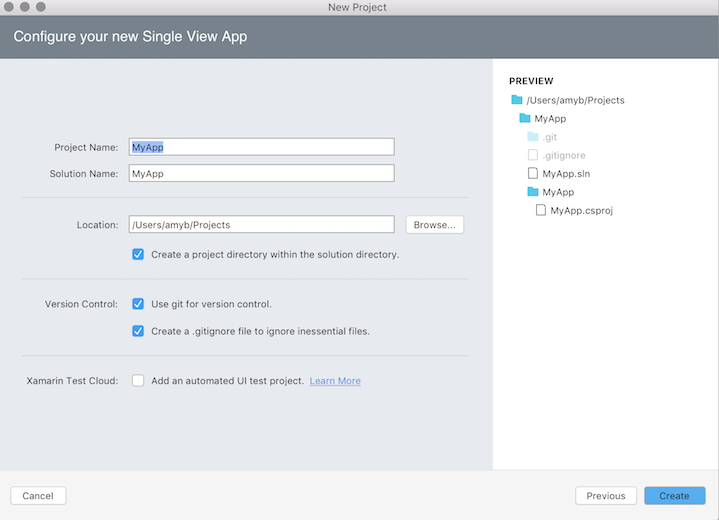 New Project
Configure your new Single View App
Project Name: MyApp
Solution Name: MyApp
Location: /Users/amyb/Projects Browse...
Create a project directory within the solution directory.
Version Control: Use git for version control.
Create a .gitignore file to ignore inessential files.
Xamarin Test Cloud: Add an automated UI test project. Learn More
PREVIEW
/Users/amyb/Projects
MyApp
.git
.gitignore
MyApp.sln
MyApp
MyApp.csproj
Cancel Previous Create